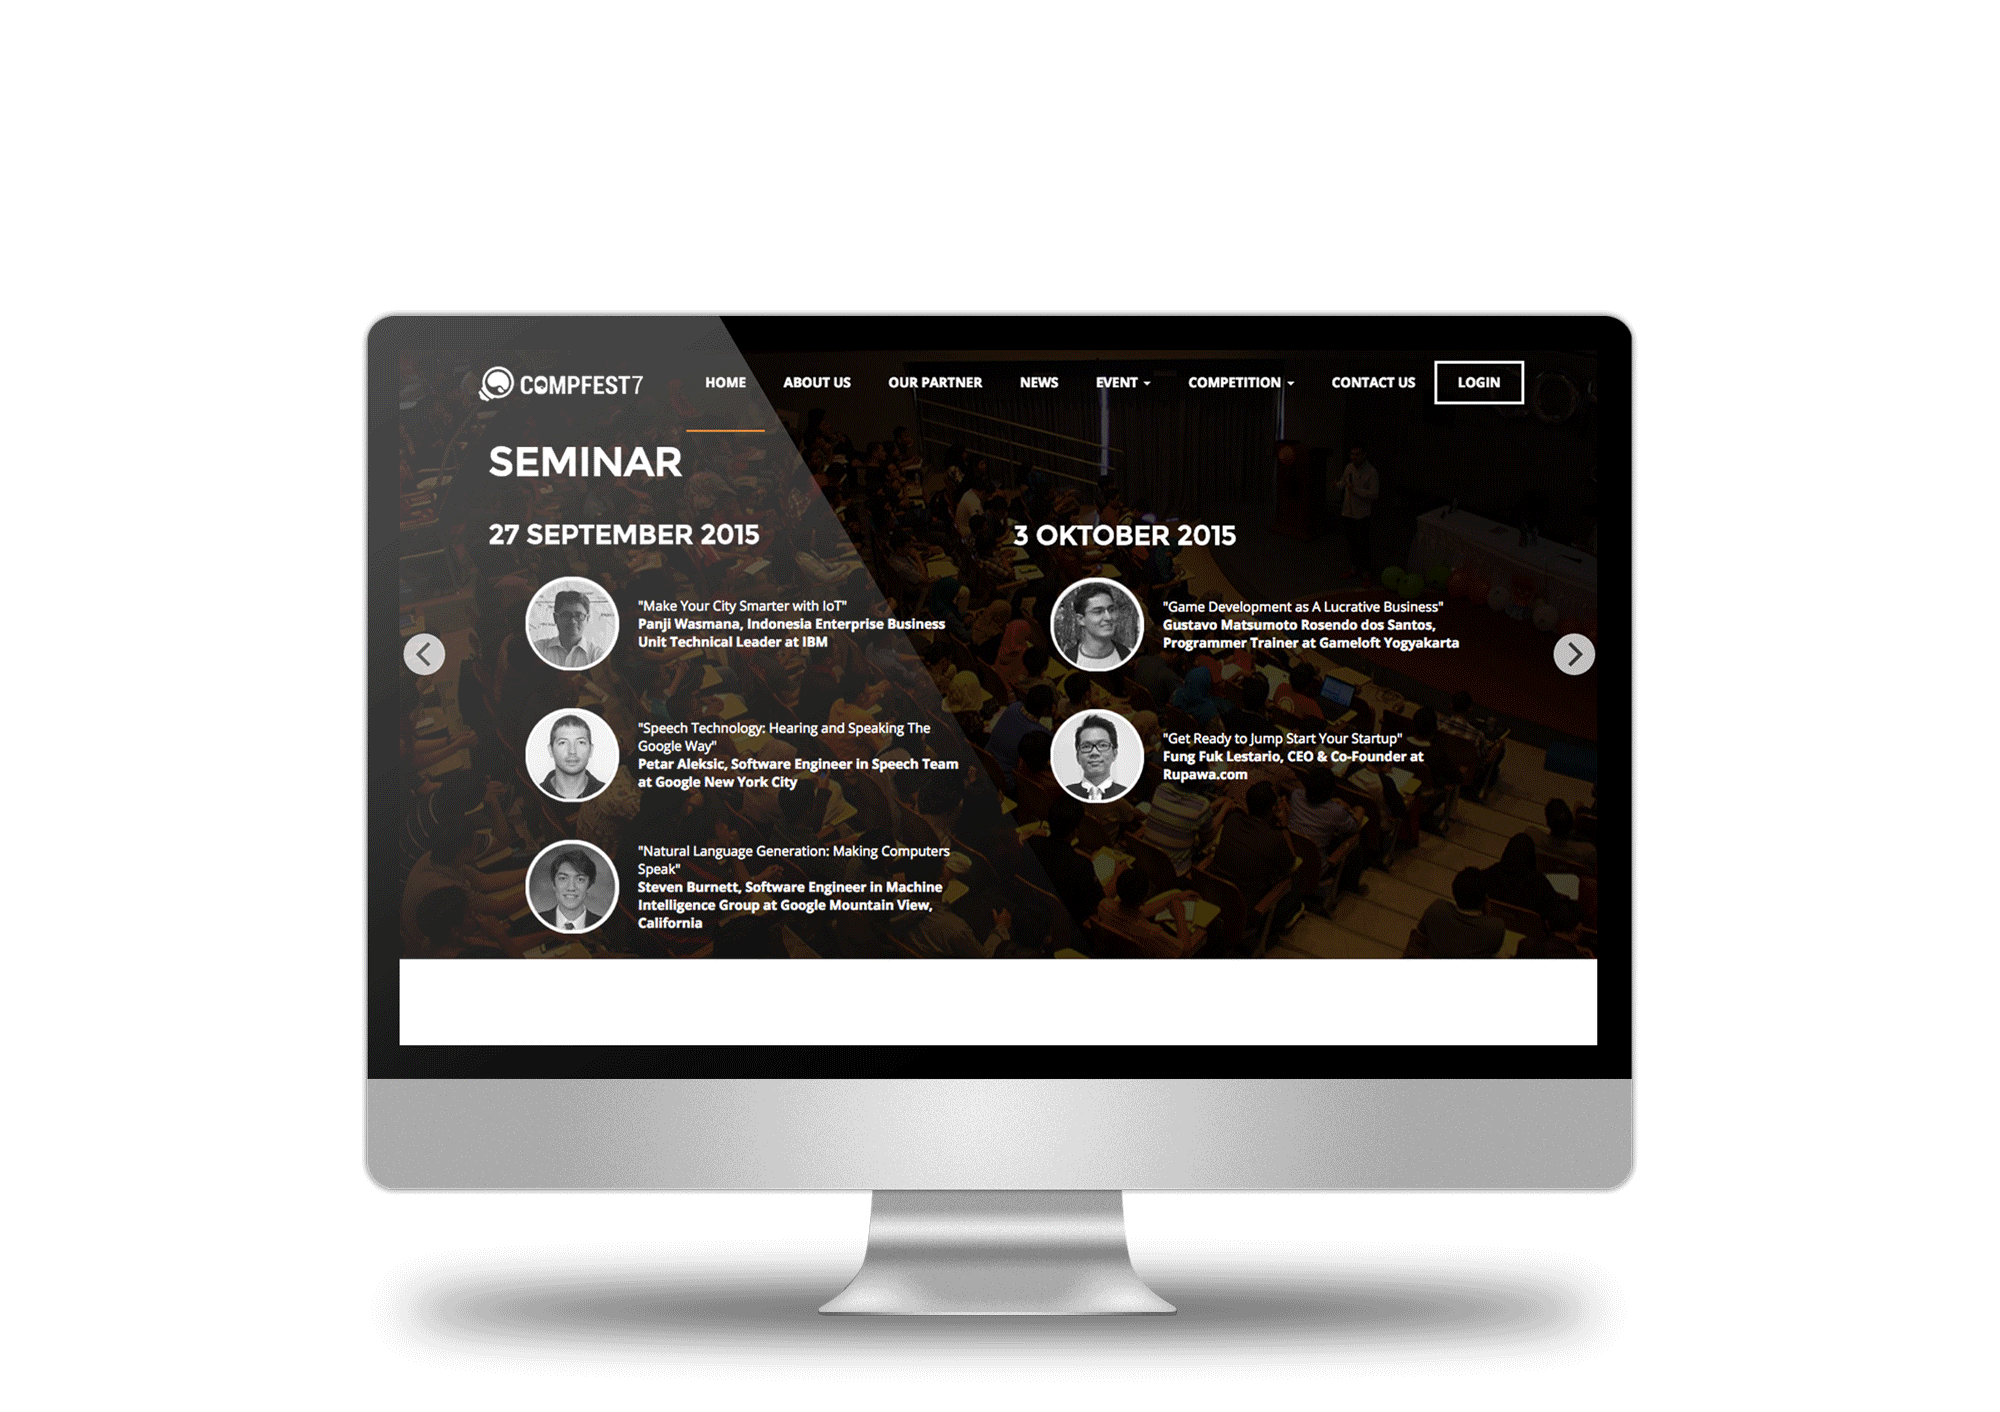 COMPFEST7
HOME
ABOUT US
OUR PARTNER
NEWS
EVENT
COMPETITION
CONTACT US
LOGIN
SEMINAR
27 SEPTEMBER 2015
"Make Your City Smarter with IoT"
Panji Wasmana, Indonesia Enterprise Business
Unit Technical Leader at IBM
"Speech Technology: Hearing and Speaking The
Google Way"
Petar Aleksic, Software Engineer in Speech Team
at Google New York City
"Natural Language Generation: Making Computers
Speak"
Steven Burnett, Software Engineer in Machine
Intelligence Group at Google Mountain View,
California
3 OKTOBER 2015
"Game Development as A Lucrative Business"
Gustavo Matsumoto Rosendo dos Santos,
Programmer Trainer at Gameloft Yogyakarta
"Get Ready to Jump Start Your Startup"
Fung Fuk Lestario, CEO & Co-Founder at
Rupawa.com